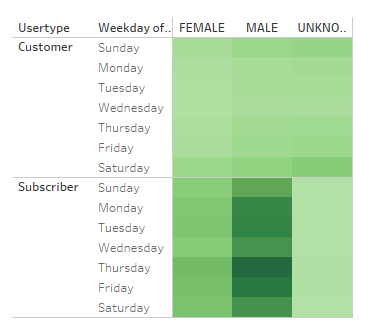 Usertype Weekday of.. FEMALE MALE UNKNO..
Customer Sunday
Monday
Tuesday
Wednesday
Thursday
Friday
Saturday
Subscriber Sunday
Monday
Tuesday
Wednesday
Thursday
Friday
Saturday